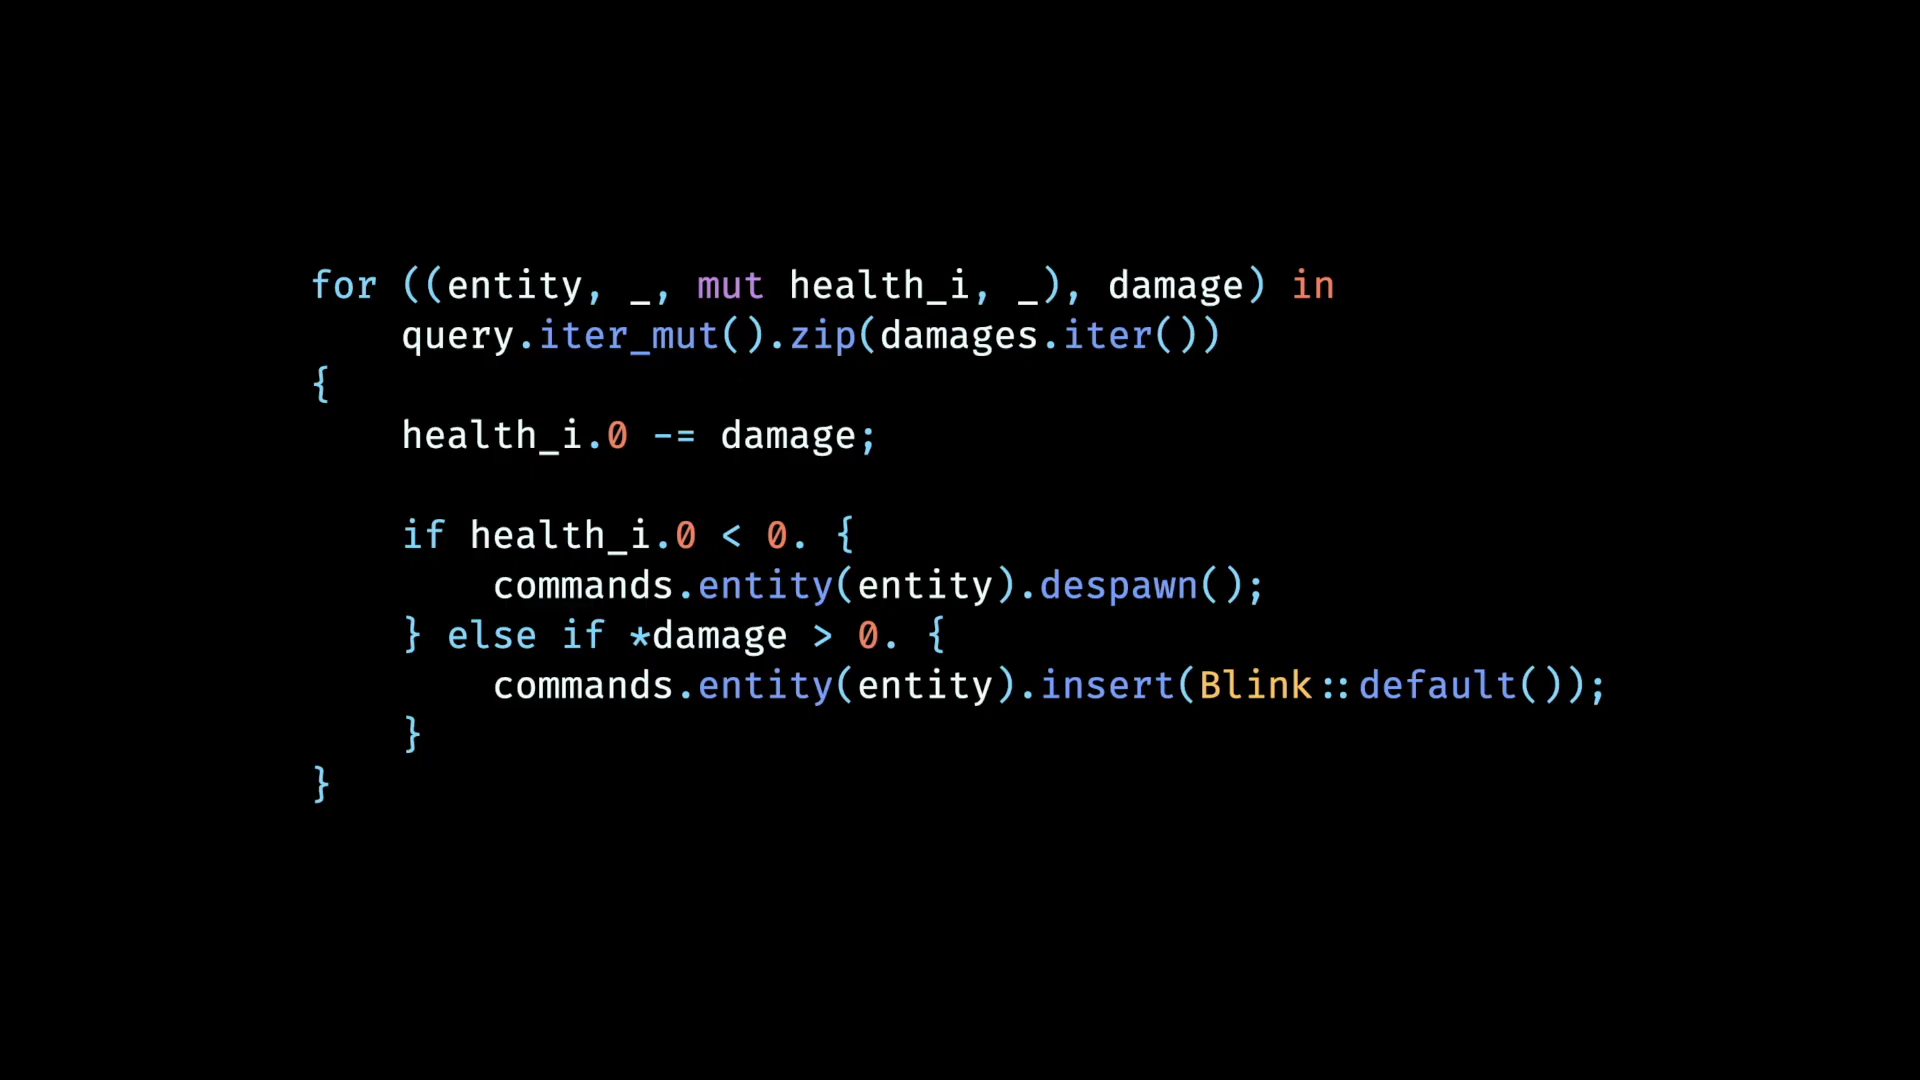 for ((entity, _, mut health_i, _), damage) in
    query.iter_mut().zip(damages.iter())
{
    health_i.0 -= damage;

    if health_i.0 < 0. {
        commands.entity(entity).despawn();
    } else if *damage > 0. {
        commands.entity(entity).insert(Blink::default());
    }
}